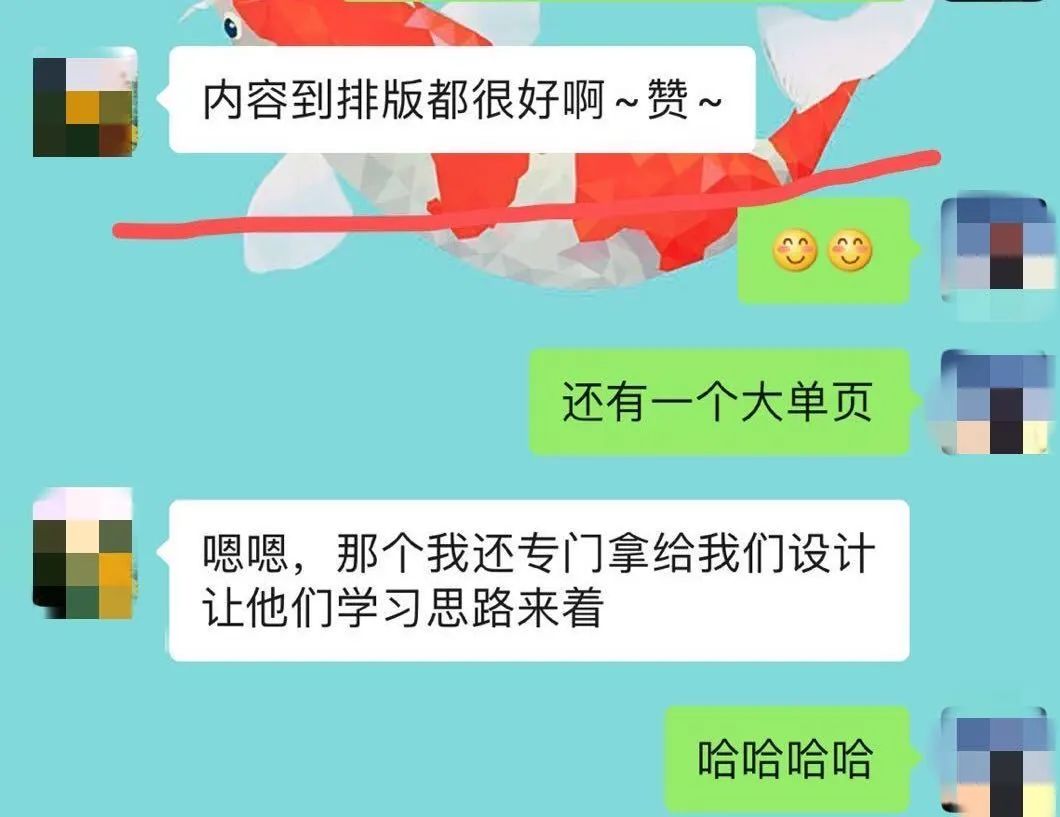 内容到排版都很好啊~赞~
😊😊
还有一个大单页
嗯嗯，那个我还专门拿给我们设计
让他们学习思路来着
哈哈哈哈